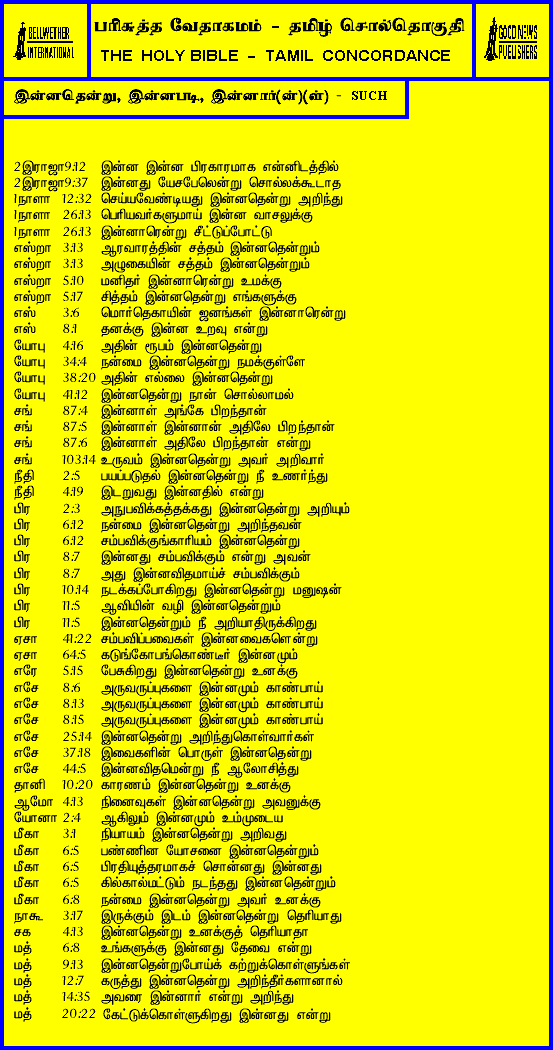 BELLWETHER
INTERNATIONAL
பரிசுத்த வேதாகமம் - தமிழ் சொல்தொகுதி
THE HOLY BIBLE - TAMIL CONCORDANCE
GOOD NEWS
PUBLISHERS
இன்னதென்று, இன்னபடி, இன்னார்(ன்)(ள்) - SUCH
2இராஜா9:12 இன்ன இன்ன பிரகாரமாக என்னிடத்தில்
2இராஜா9:37 இன்னது யேசபேலென்று சொல்லக்கூடாத
1நாளா 12:32 செய்யவேண்டியது இன்னதென்று அறிந்து
1நாளா 26:13 பெரியவர்களுமாய் இன்ன வாசலுக்கு
1நாளா 26:13 இன்னாரென்று சீட்டுப்போட்டு
எஸ்றா 3:13 ஆரவாரத்தின் சத்தம் இன்னதென்றும்
எஸ்றா 3:13 அழுகையின் சத்தம் இன்னதென்றும்
எஸ்றா 5:10 மனிதர் இன்னாரென்று உமக்கு
எஸ்றா 5:17 சித்தம் இன்னதென்று எங்களுக்கு
எஸ் 3:6 மொர்தெகாயின் ஜனங்கள் இன்னாரென்று
எஸ் 8:1 தனக்கு இன்ன உறவு என்று
யோபு 4:16 அதின் ரூபம் இன்னதென்று
யோபு 34:4 நன்மை இன்னதென்று நமக்குள்ளே
யோபு 38:20 அதின் எல்லை இன்னதென்று
யோபு 41:12 இன்னதென்று நான் சொல்லாமல்
சங் 87:4 இன்னான் அங்கே பிறந்தான்
சங் 87:5 இன்னான் இன்னான் அதிலே பிறந்தான்
சங் 87:6 இன்னான் அதிலே பிறந்தான் என்று
சங் 103:14 உருவம் இன்னதென்று அவர் அறிவார்
நீதி 2:5 பயப்படுதல் இன்னதென்று நீ உணர்ந்து
நீதி 4:19 இடறுவது இன்னதில் என்று
பிர 2:3 அநுபவிக்கத்தக்கது இன்னதென்று அறியும்
பிர 6:12 நன்மை இன்னதென்று அறிந்தவன்
பிர 6:12 சம்பவிக்குங்காரியம் இன்னதென்று
பிர 8:7 இன்னது சம்பவிக்கும் என்று அவன்
பிர 8:7 அது இன்னவிதமாய்ச் சம்பவிக்கும்
பிர 10:14 நடக்கப்போகிறது இன்னதென்று மனுஷன்
பிர 11:5 ஆவியின் வழி இன்னதென்றும்
பிர 11:5 இன்னதென்றும் நீ அறியாதிருக்கிறது
ஏசா 41:22 சம்பவிப்பவைகள் இன்னவைகளென்று
ஏசா 64:5 கடுங்கோபங்கொண்டீர் இன்னமும்
எரே 5:15 பேசுகிறது இன்னதென்று உனக்கு
எசே 8:6 அருவருப்புகளை இன்னமும் காண்பாய்
எசே 8:13 அருவருப்புகளை இன்னமும் காண்பாய்
எசே 8:15 அருவருப்புகளை இன்னமும் காண்பாய்
எசே 25:14 இன்னதென்று அறிந்துகொள்வார்கள்
எசே 37:18 இவைகளின் பொருள் இன்னதென்று
எசே 44:5 இன்னவிதமென்று நீ ஆலோசித்து
தானி 10:20 காரணம் இன்னதென்று உனக்கு
ஆமோ 4:13 நினைவுகள் இன்னதென்று அவனுக்கு
யோனா 2:4 ஆகிலும் இன்னமும் உம்முடைய
மீகா 3:1 நியாயம் இன்னதென்று அறிவது
மீகா 6:5 பண்ணின யோசனை இன்னதென்றும்
மீகா 6:5 பிரதியுத்தரமாகச் சொன்னது இன்னது
மீகா 6:5 கில்கால்மட்டும் நடந்தது இன்னதென்றும்
மீகா 6:8 நன்மை இன்னதென்று அவர் உனக்கு
நாகூ 3:17 இருக்கும் இடம் இன்னதென்று தெரியாது
சக 4:13 இன்னதென்று உனக்குத் தெரியாதா
மத் 6:8 உங்களுக்கு இன்னது தேவை என்று
மத் 9:13 இன்னதென்றுபோய்க் கற்றுக்கொள்ளுங்கள்
மத் 12:7 கருத்து இன்னதென்று அறிந்தீர்களானால்
மத் 14:35 அவரை இன்னார் என்று அறிந்து
மத் 20:22 கேட்டுக்கொள்ளுகிறது இன்னது என்று